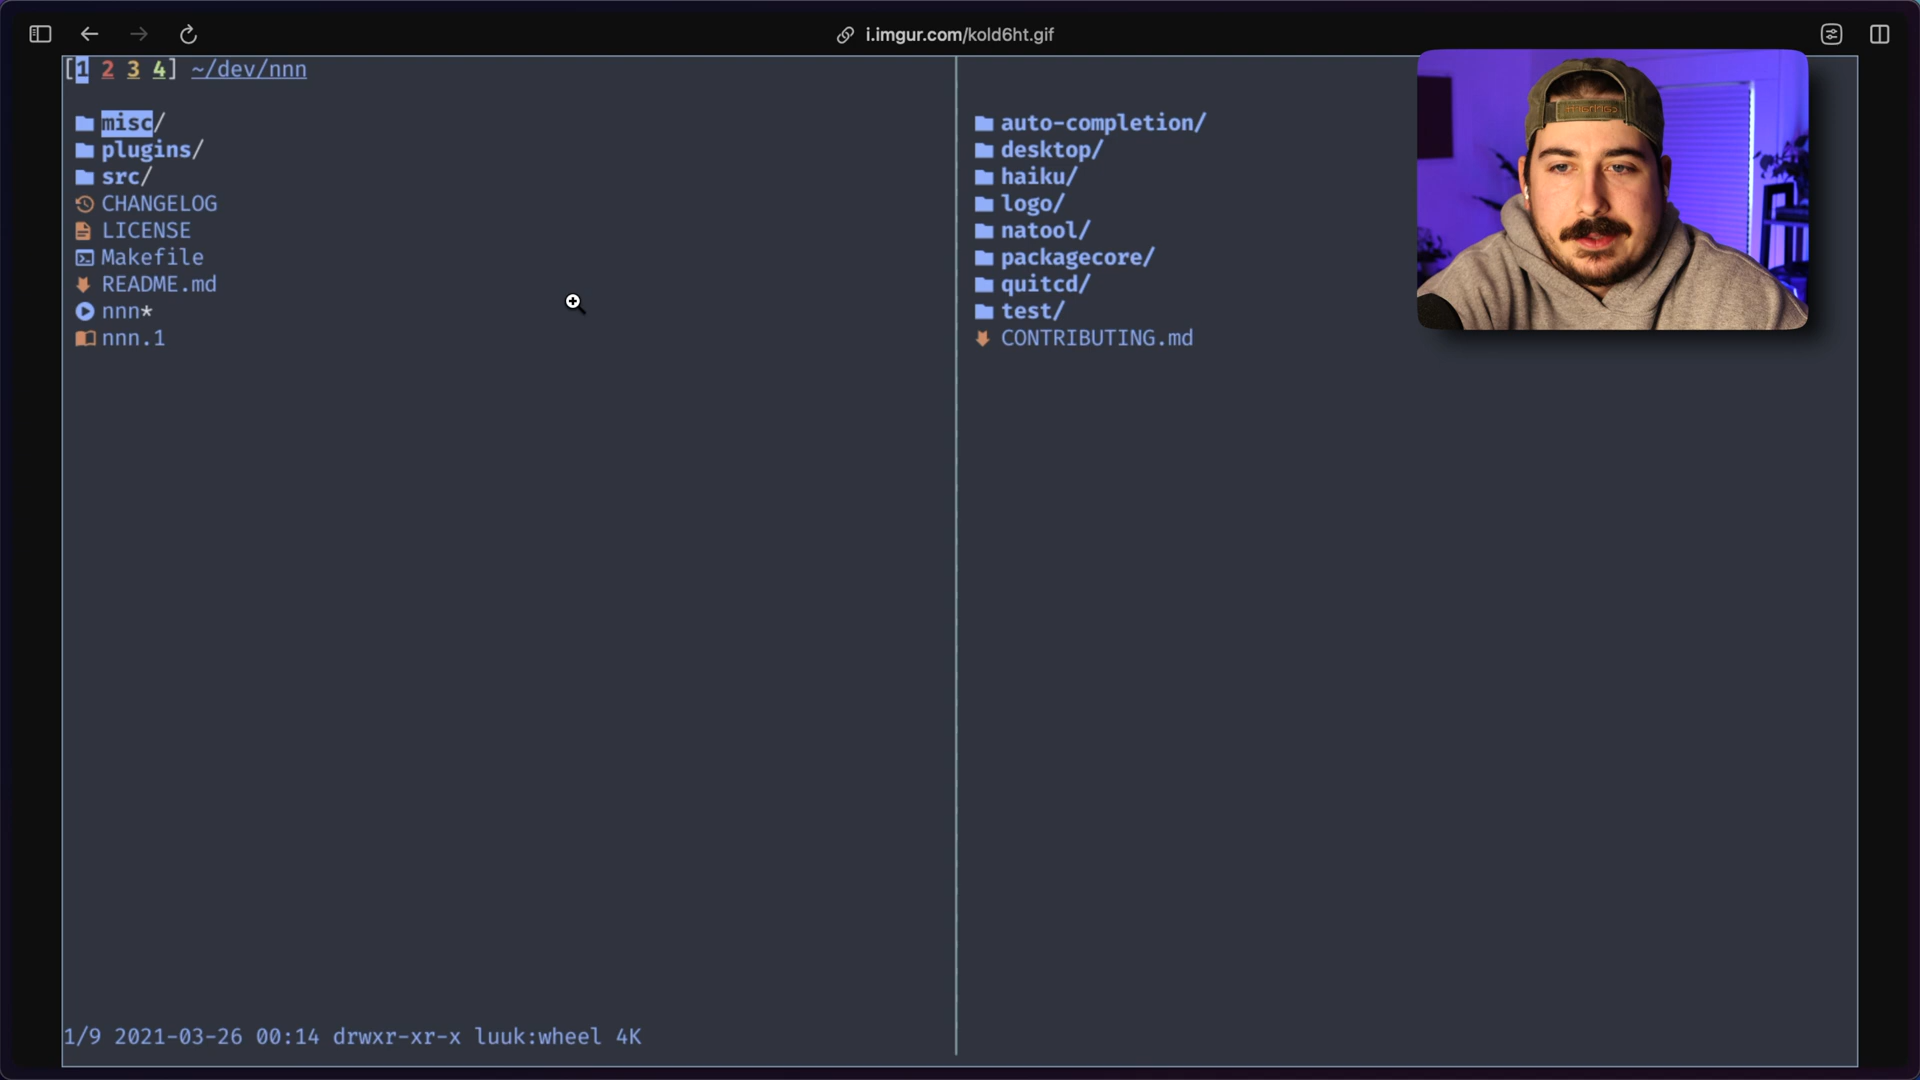 i.imgur.com/kold6ht.gif
[1 2 3 4] ~/dev/nnn
misc/
plugins/
src/
CHANGELOG
LICENSE
Makefile
README.md
nnn*
nnn.1
auto-completion/
desktop/
haiku/
logo/
natool/
packagecore/
quitcd/
test/
CONTRIBUTING.md
1/9 2021-03-26 00:14 drwxr-xr-x luuk:wheel 4K